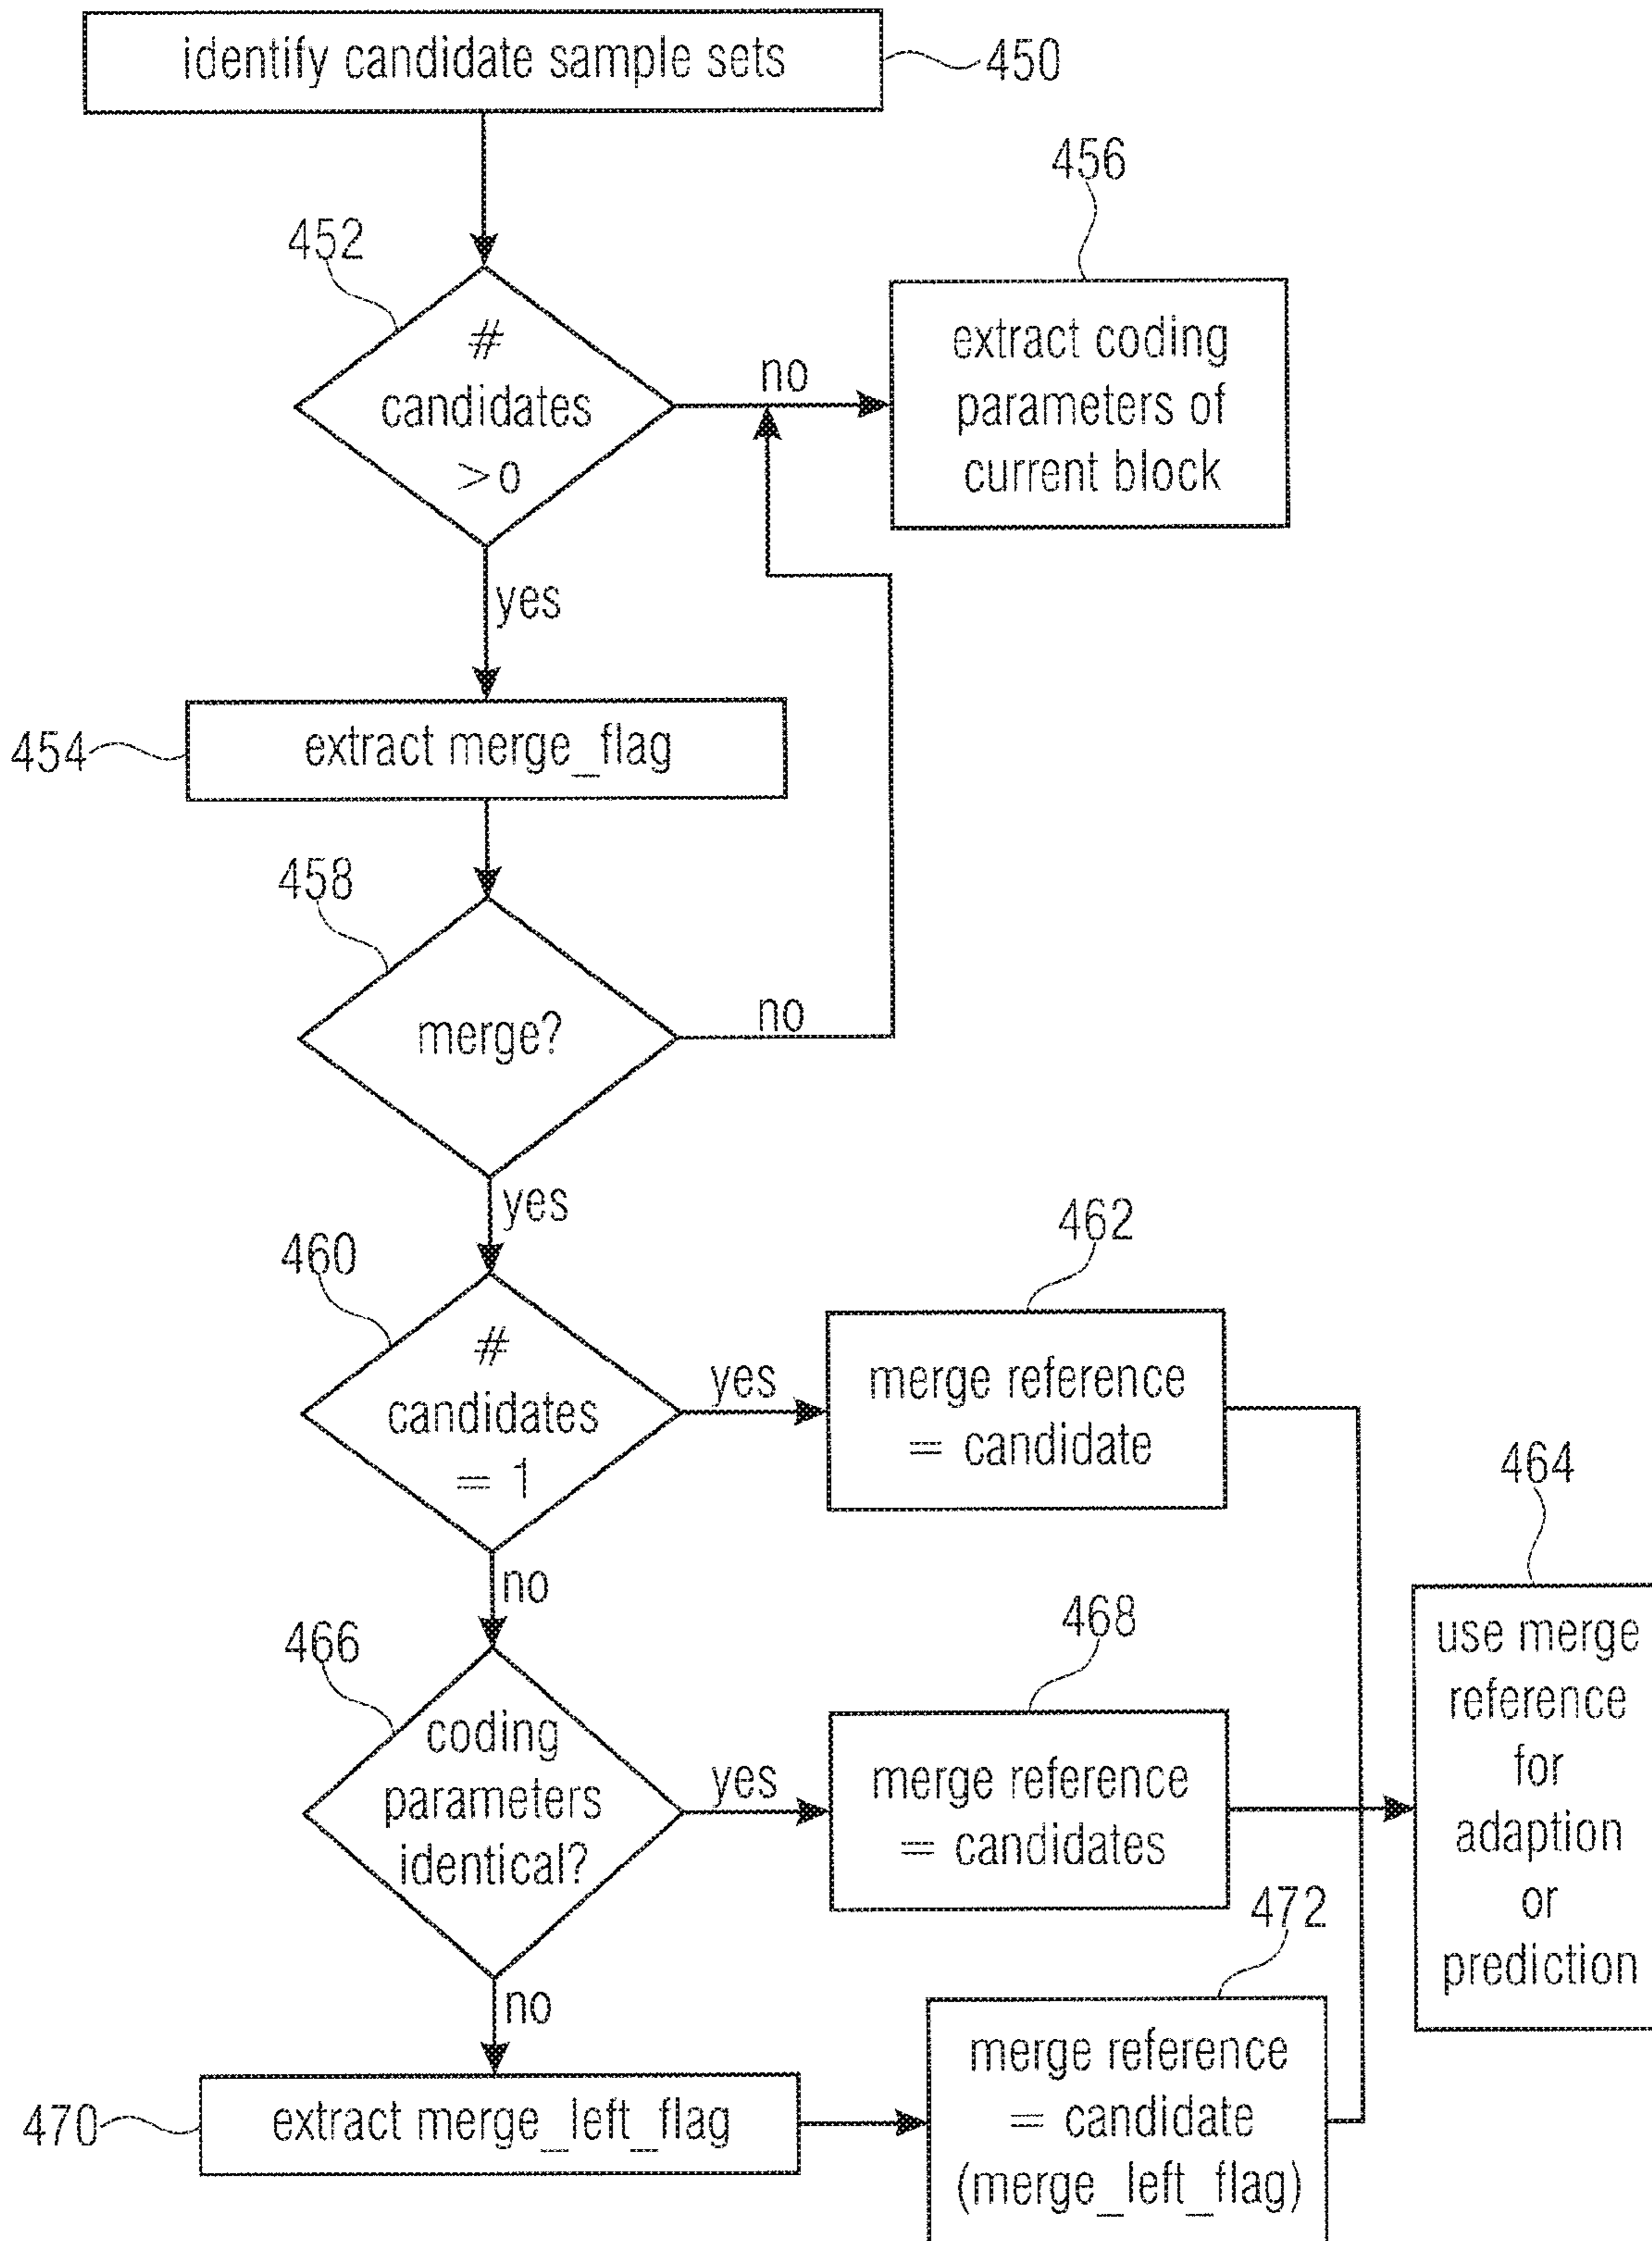 identify candidate sample sets
450
456
452
#
candidates
>o
no
extract coding
parameters of
current block
yes
454
extract merge_flag
458
merge?
no
yes
460
#
candidates
= 1
yes
462
merge reference
= candidate
464
use merge
reference
for
adaption
or
prediction
no
466
coding
parameters
identical?
yes
468
merge reference
= candidates
472
no
470
extract merge_left_flag
merge reference
= candidate
(merge_left_flag)